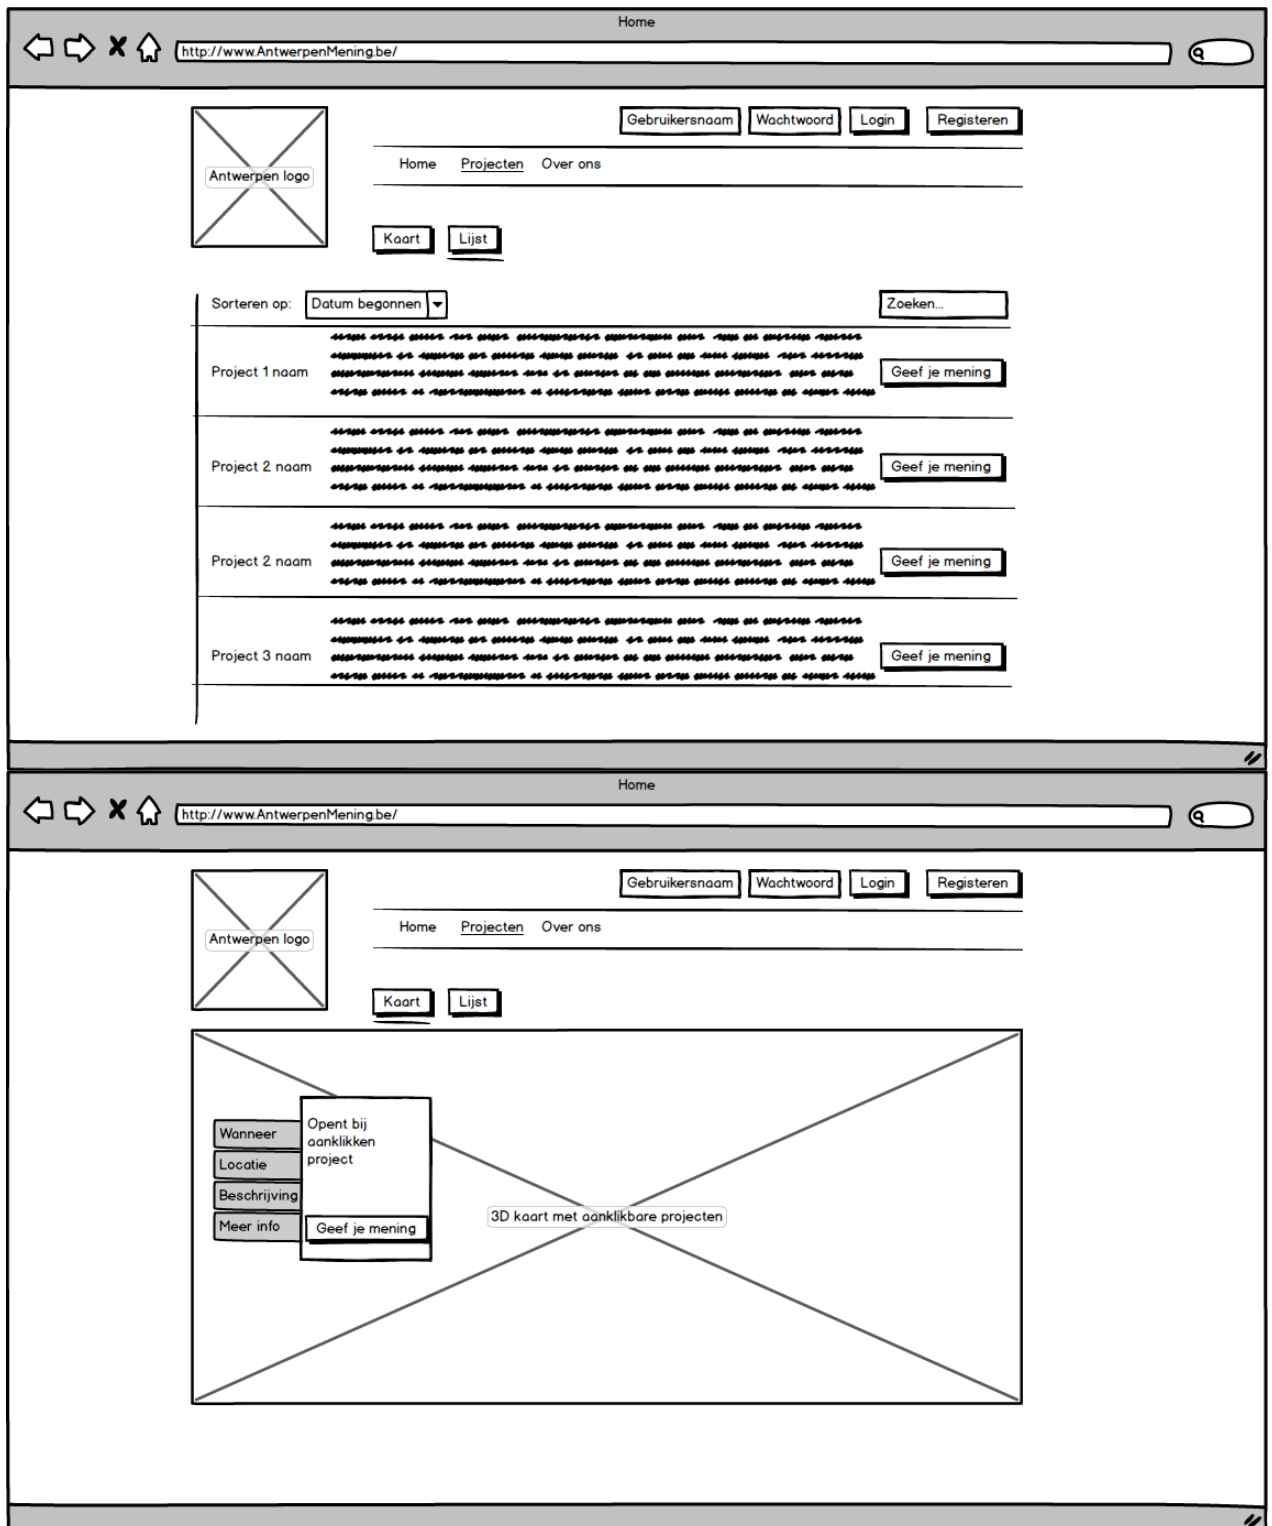 Home
http://www.AntwerpenMening.be/
Gebruikersnaam Wachtwoord Login Registeren
Antwerpen logo
Home Projecten Over ons
Kaart Lijst
Sorteren op: Datum begonnen Zoeken...
Project 1 naam Geef je mening
Project 2 naam Geef je mening
Project 2 naam Geef je mening
Project 3 naam Geef je mening
Home
http://www.AntwerpenMening.be/
Gebruikersnaam Wachtwoord Login Registeren
Antwerpen logo
Home Projecten Over ons
Kaart Lijst
Wanneer
Locatie
Beschrijving
Meer info
Opent bij
aanklikken
project
Geef je mening
3D kaart met aanklikbare projecten